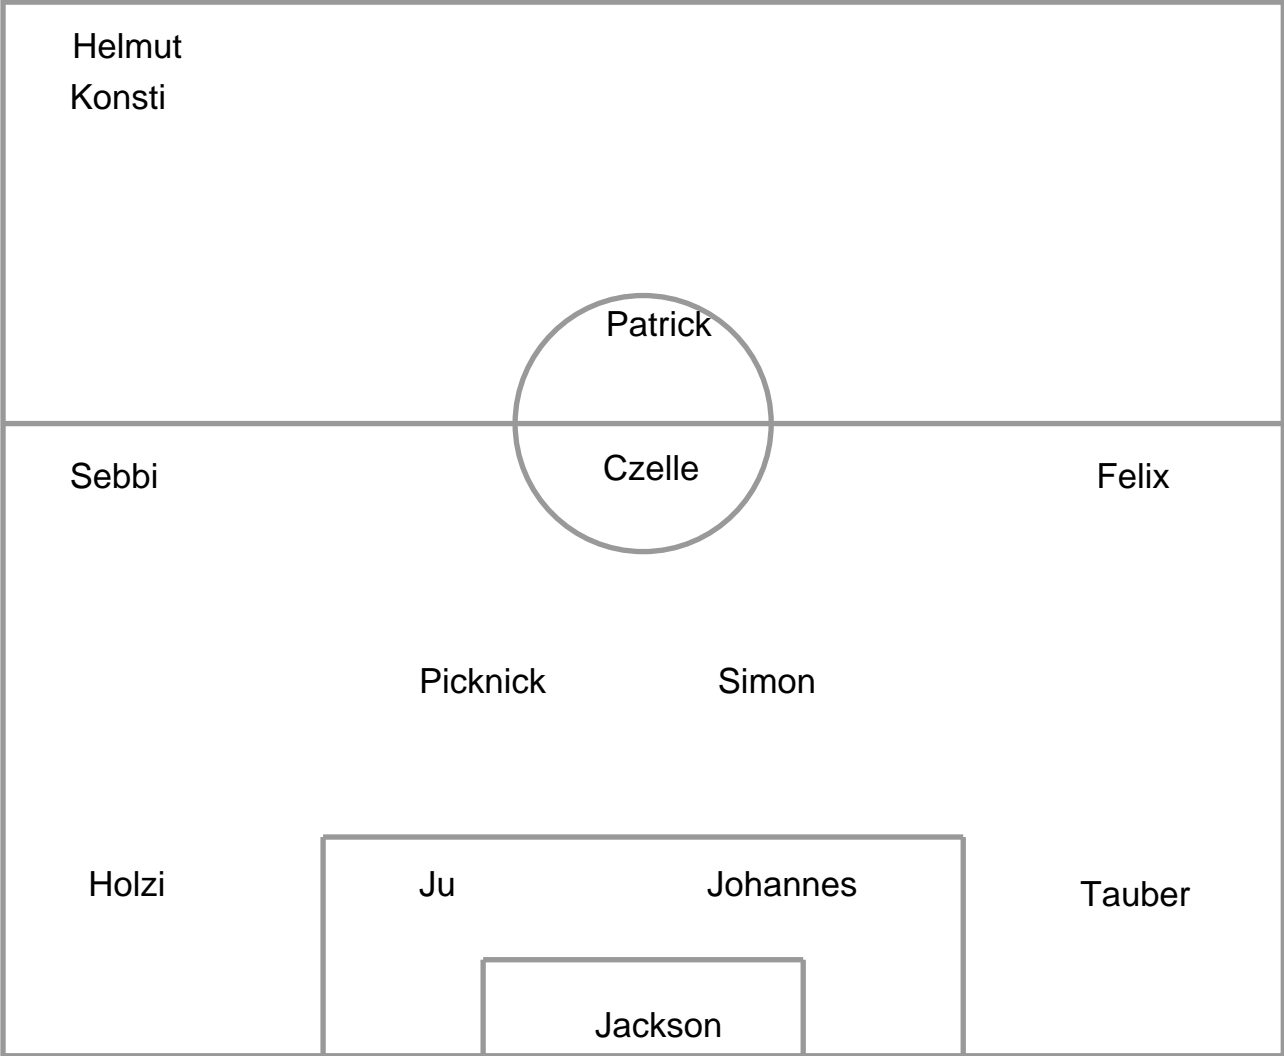 Helmut
Konsti
Patrick
Sebbi Czelle Felix
Picknick Simon
Holzi Ju Johannes Tauber
Jackson